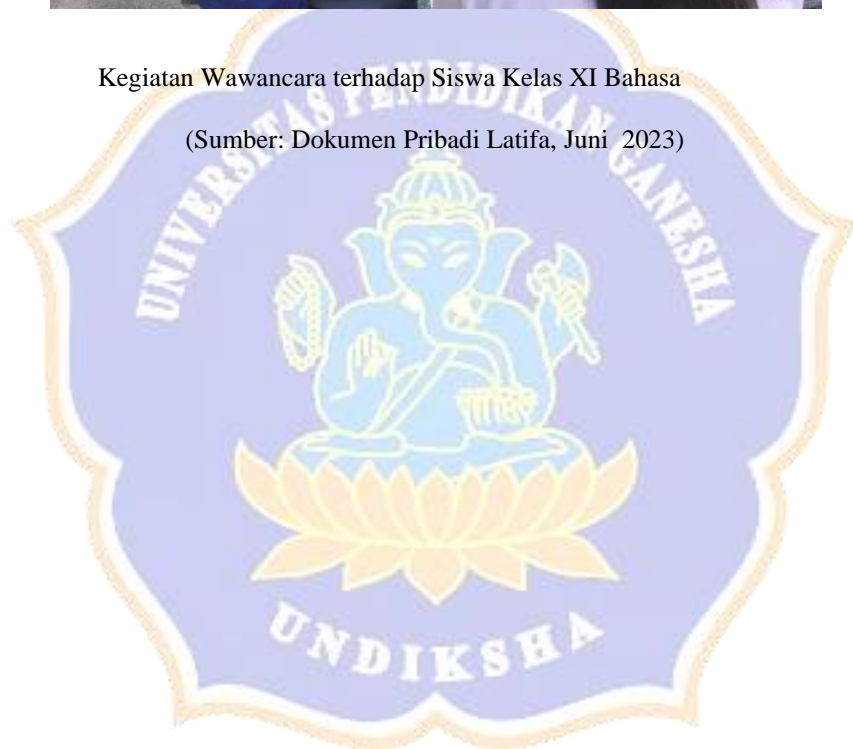 Kegiatan Wawancara terhadap Siswa Kelas XI Bahasa
(Sumber: Dokumen Pribadi Latifa, Juni 2023)
UNIVERSITAS PENDIDIKAN GANESHA
UNDIKSHA